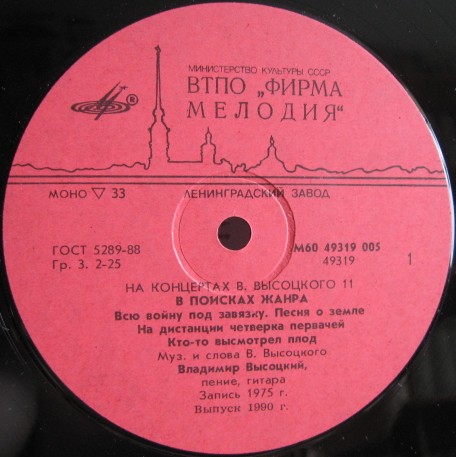 МИНИСТЕРСТВО КУЛЬТУРЫ СССР
ВТПО „ФИРМА
МЕЛОДИЯ“
®
МОНО ▽ 33 ЛЕНИНГРАДСКИЙ ЗАВОД
ГОСТ 5289-88 М60 49319 005
Гр. 3. 2-25 49319 1
НА КОНЦЕРТАХ В. ВЫСОЦКОГО 11
В ПОИСКАХ ЖАНРА
Всю войну под завязку. Песня о земле
На дистанции четверка первачей
Кто-то высмотрел плод
Муз. и слова В. Высоцкого
Владимир Высоцкий,
пение, гитара
Запись 1975 г.
Выпуск 1990 г.